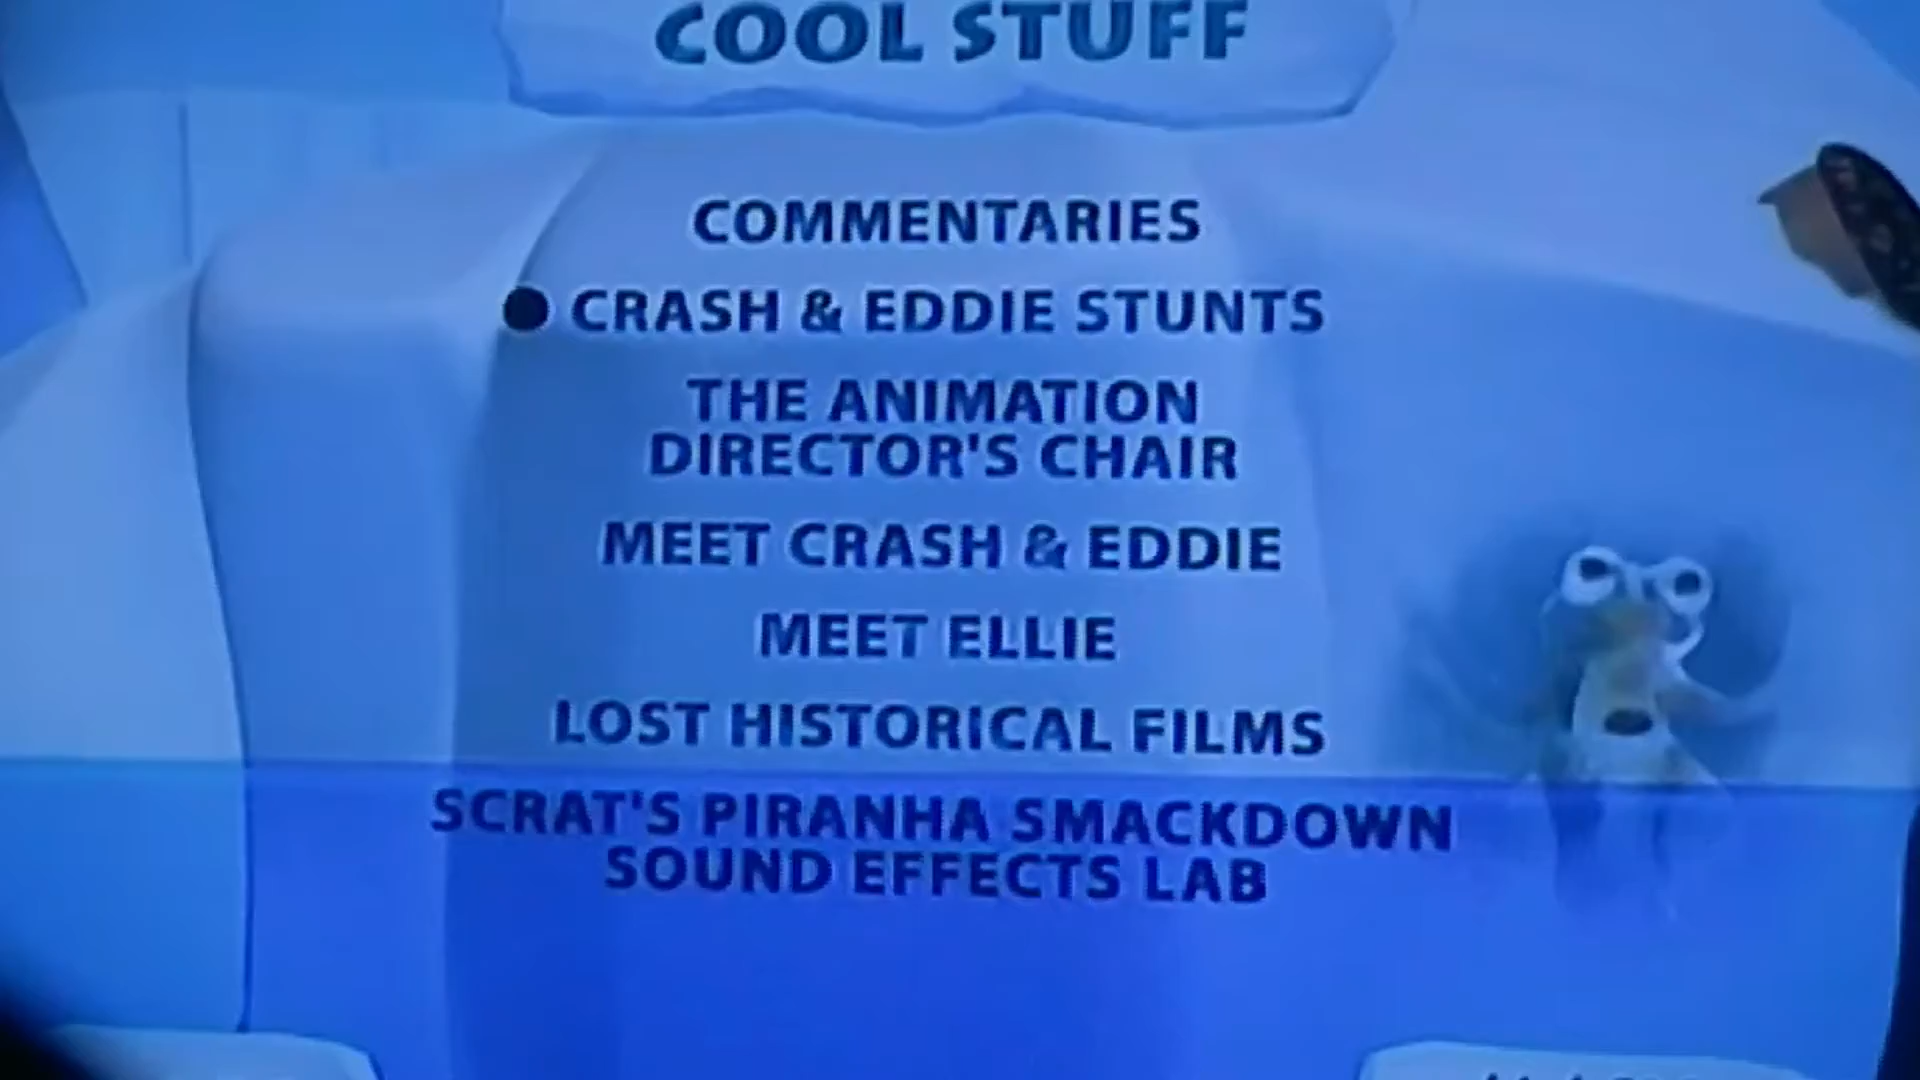 COOL STUFF
COMMENTARIES
CRASH & EDDIE STUNTS
THE ANIMATION
DIRECTOR'S CHAIR
MEET CRASH & EDDIE
MEET ELLIE
LOST HISTORICAL FILMS
SCRAT'S PIRANHA SMACKDOWN
SOUND EFFECTS LAB